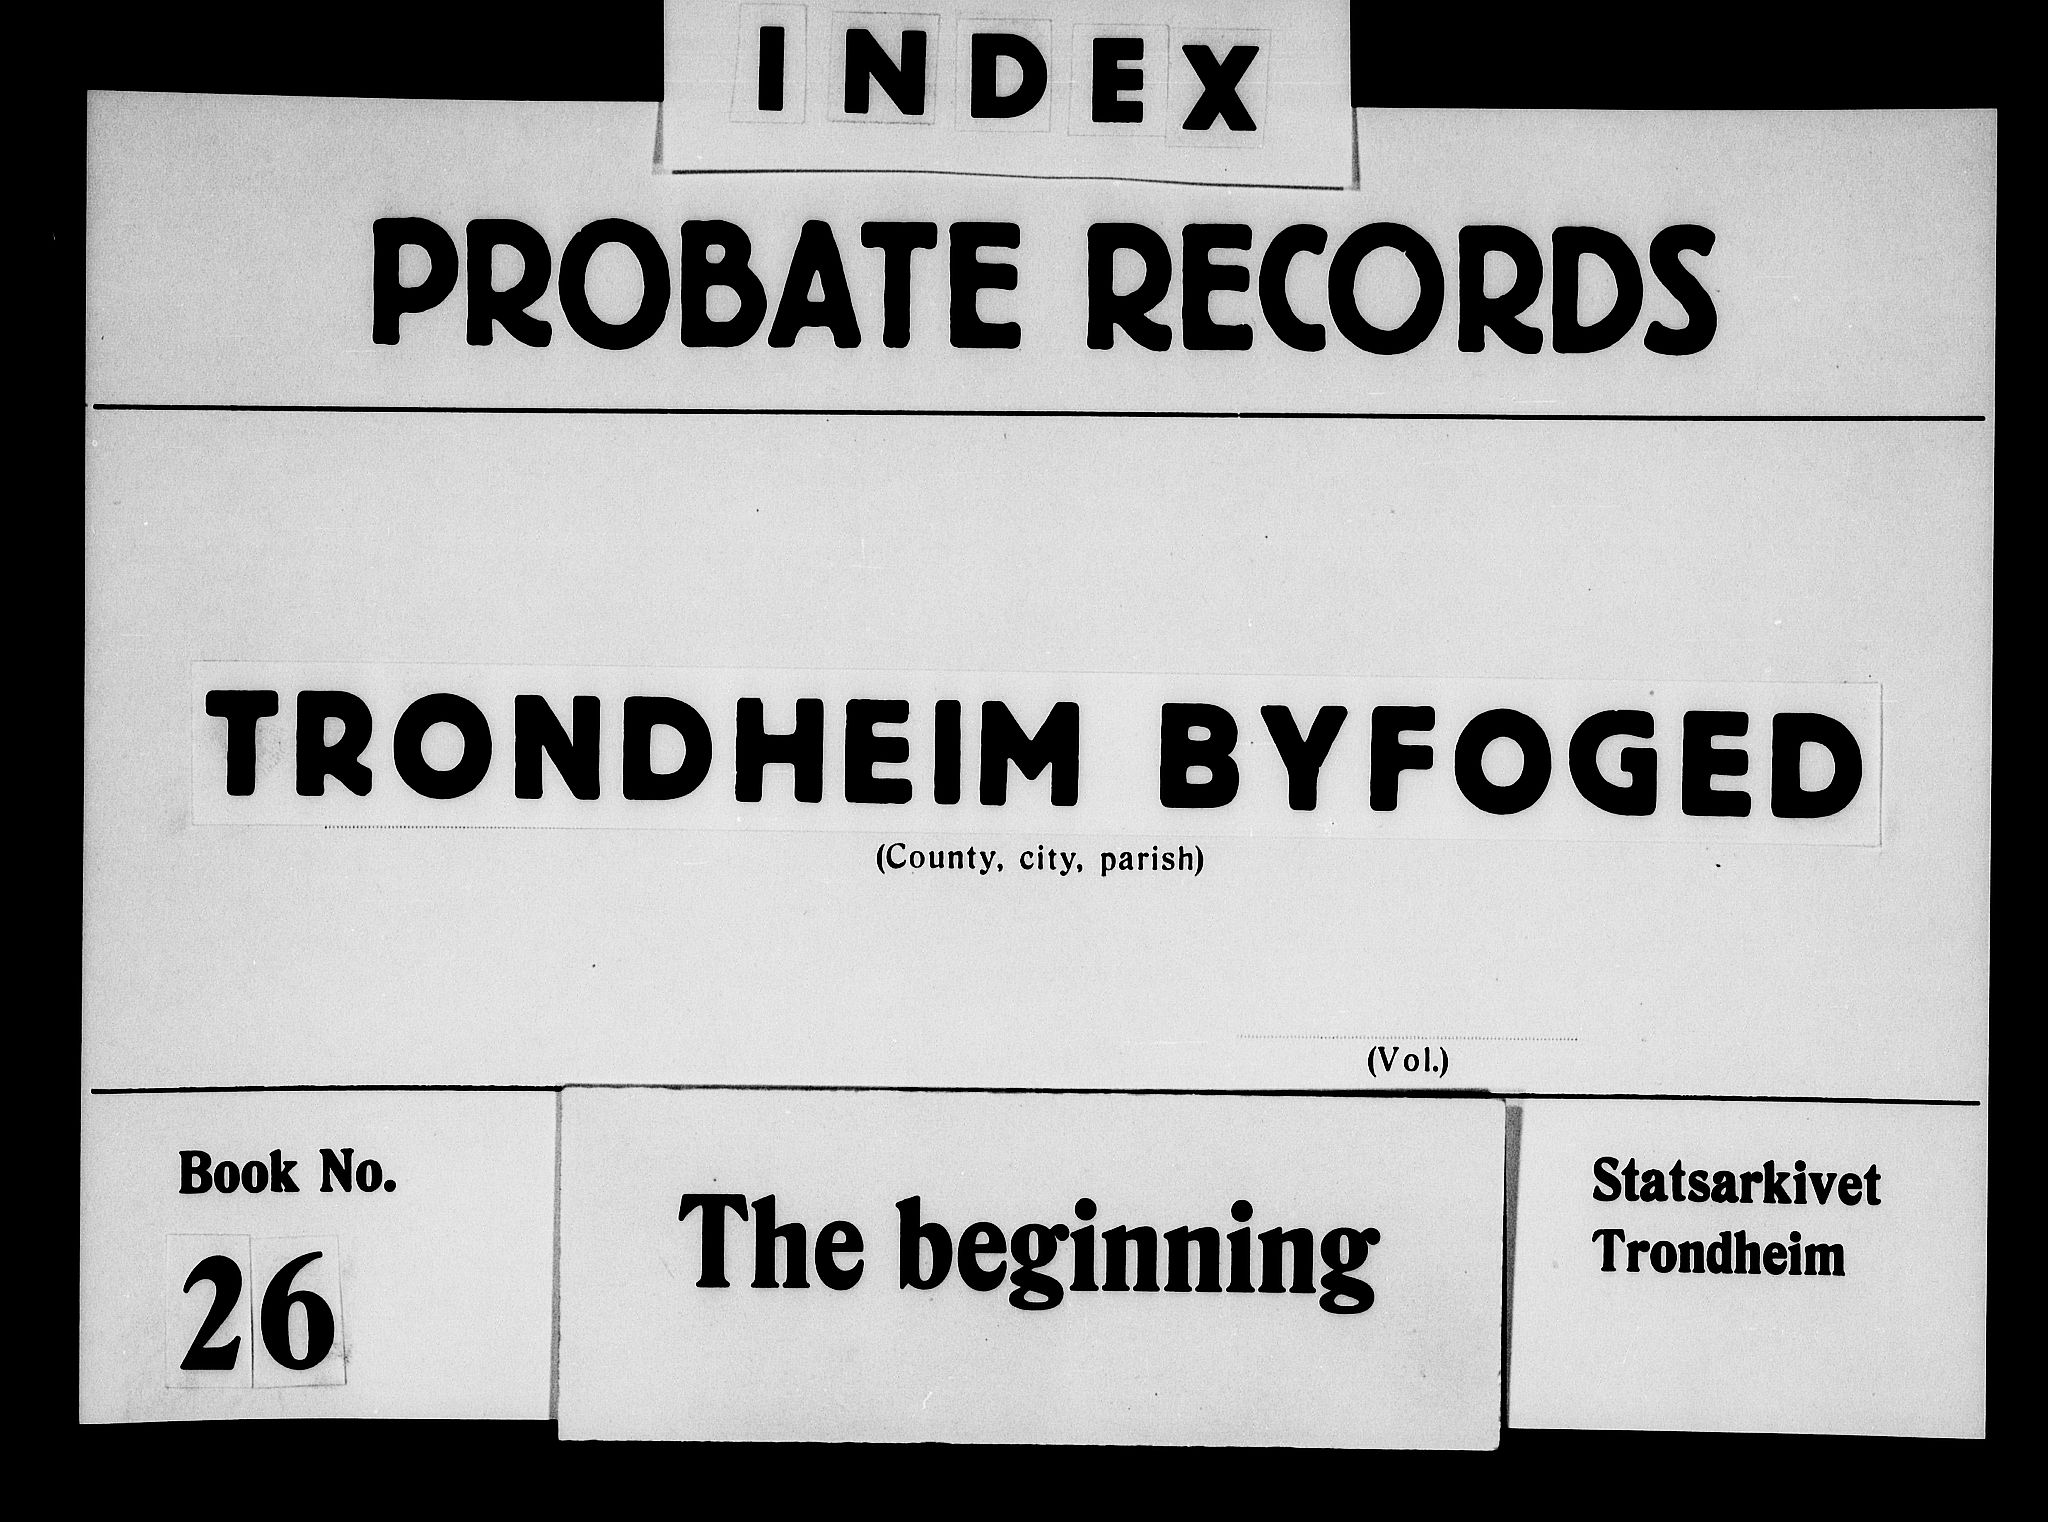 INDEX
PROBATE RECORDS
TRONDHEIM BYFOGED
(County, city, parish)
(Vol.)
Book No.
26
The beginning
Statsarkivet
Trondheim